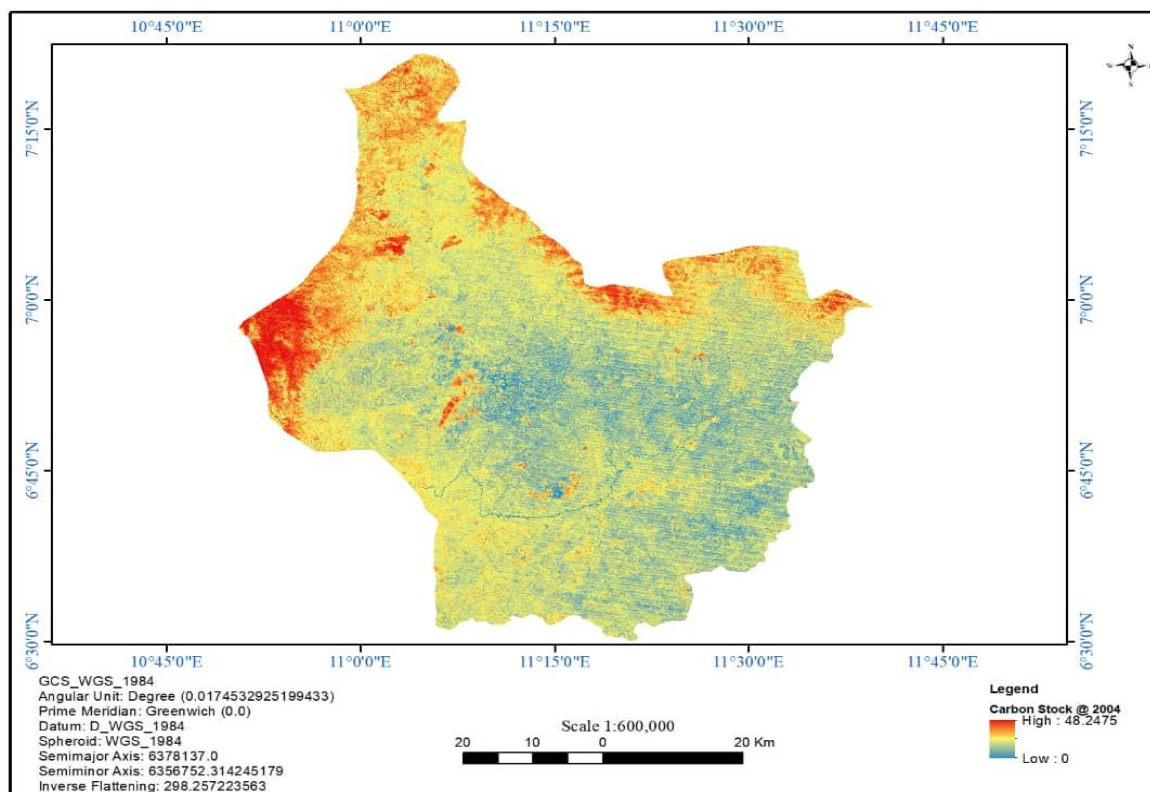 10°45'0"E 11°0'0"E 11°15'0"E 11°30'0"E 11°45'0"E
N
W E
S
7°15'0"N 7°15'0"N
7°0'0"N 7°0'0"N
6°45'0"N 6°45'0"N
6°30'0"N 6°30'0"N
10°45'0"E 11°0'0"E 11°15'0"E 11°30'0"E 11°45'0"E
GCS_WGS_1984
Angular Unit: Degree (0.0174532925199433)
Prime Meridian: Greenwich (0.0)
Datum: D_WGS_1984
Spheroid: WGS_1984
Semimajor Axis: 6378137.0
Semiminor Axis: 6356752.314245179
Inverse Flattening: 298.257223563
Scale 1:600,000
20 10 0 20 Km
Legend
Carbon Stock @ 2004
High : 48.2475
Low : 0